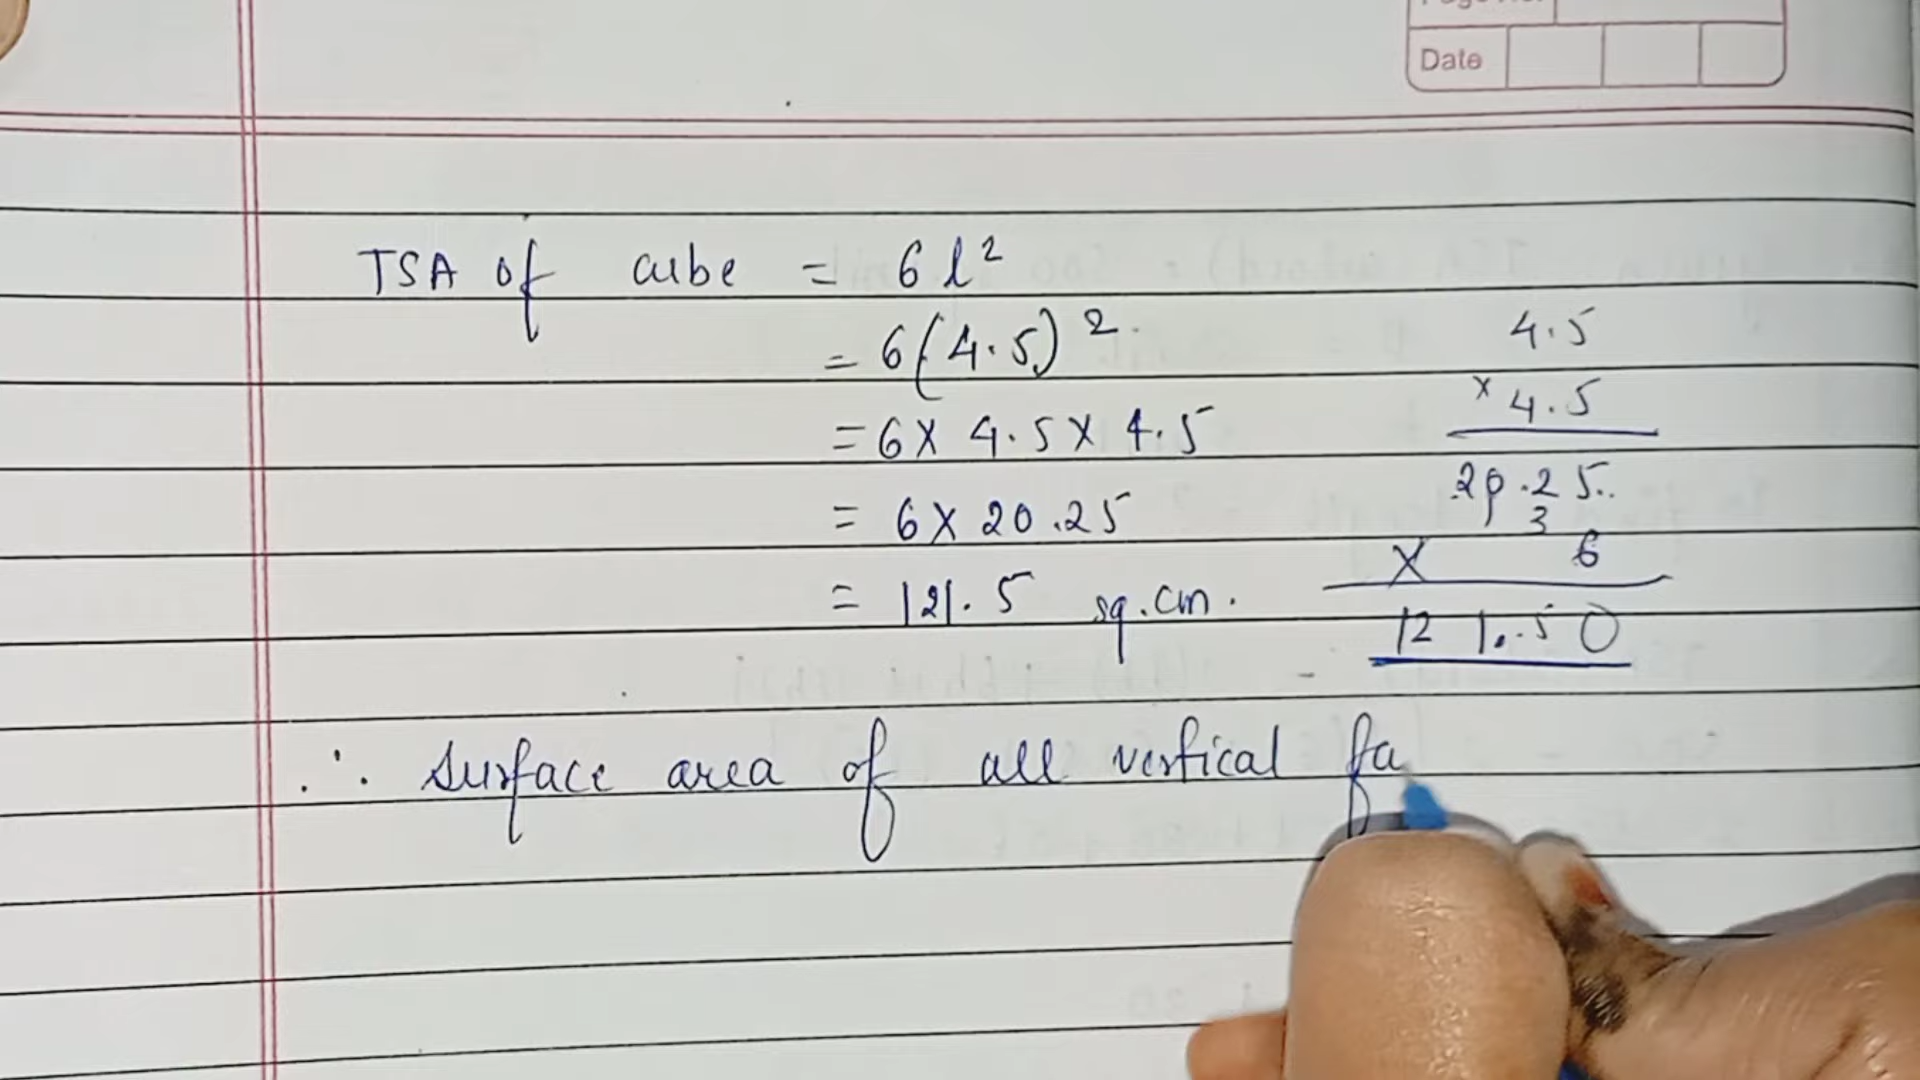 Date
TSA of cube = 6l²
= 6(4.5)²
= 6 x 4.5 x 4.5
= 6 x 20.25
= 121.5 sq.cm.
4.5
x 4.5
20.25
3
x 6
121.50
∴ surface area of all vertical fa